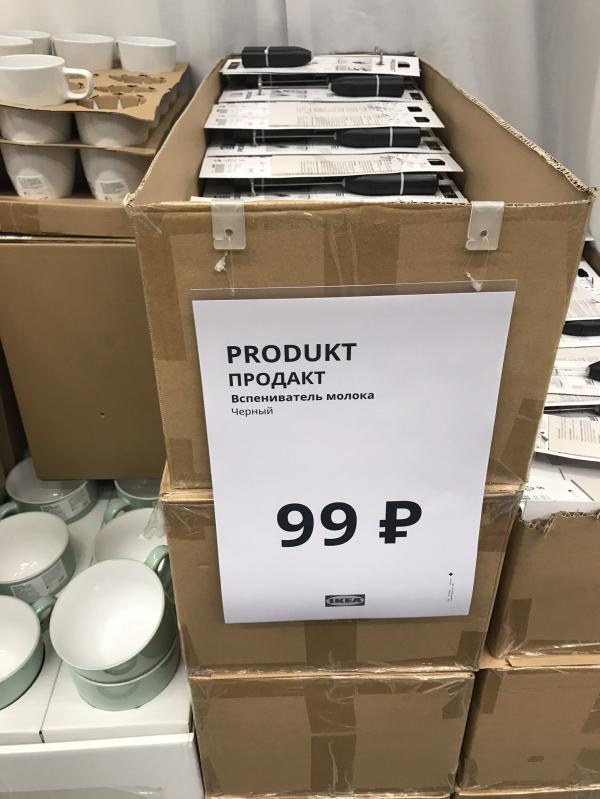 PRODUKT
ПРОДАКТ
Вспениватель молока
Черный
99 ₽
IKEA